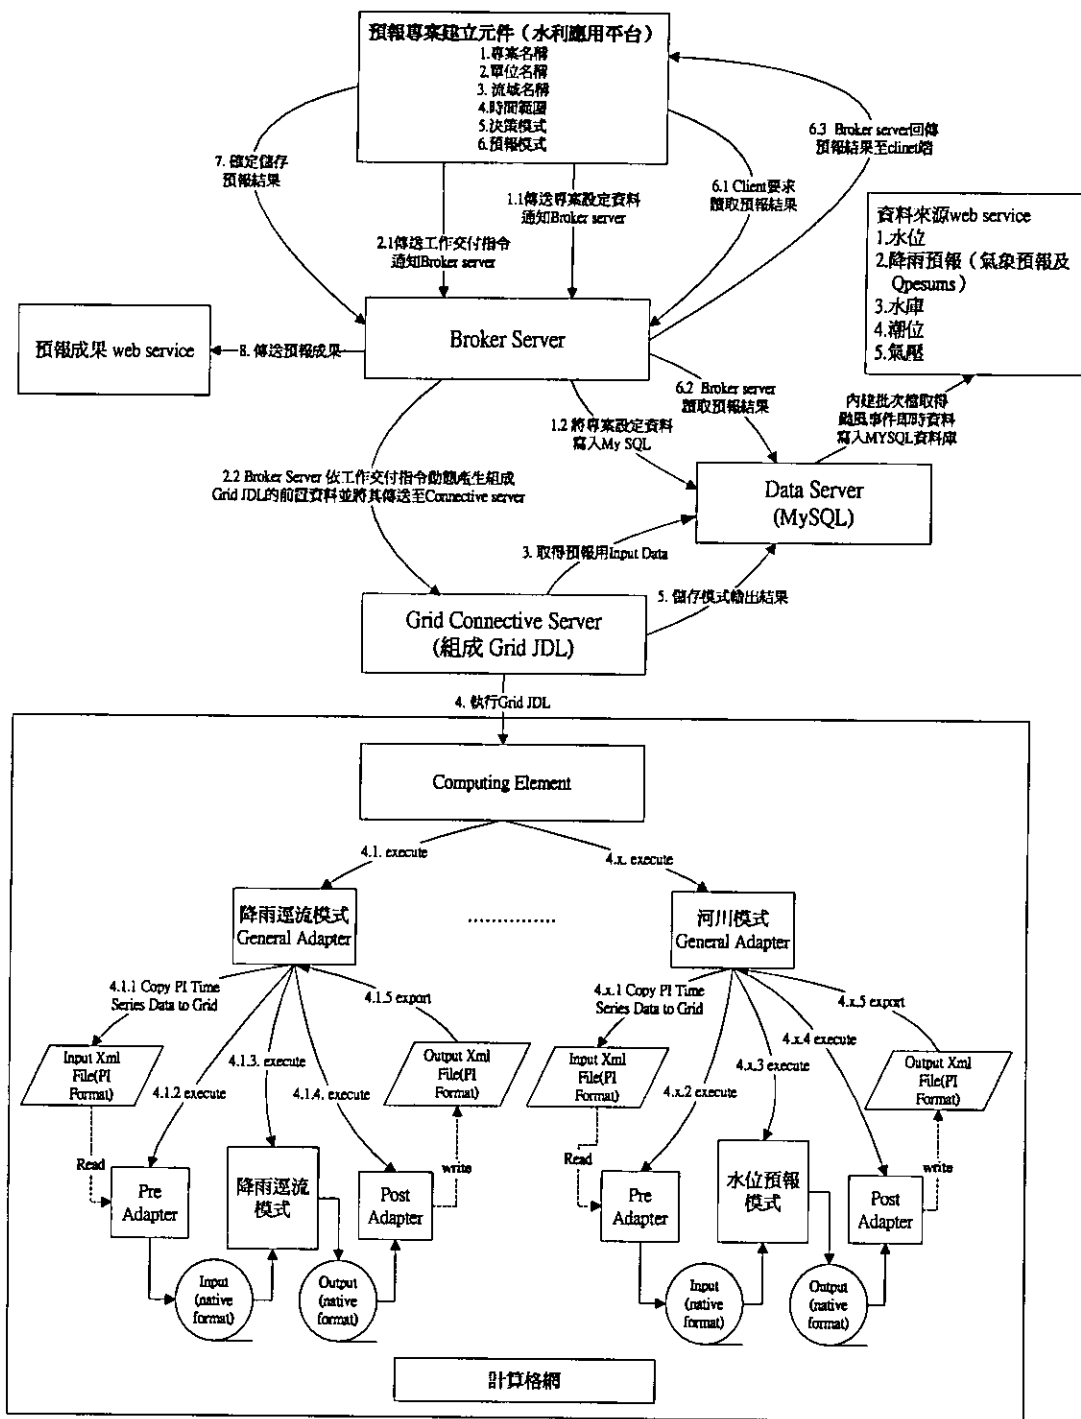 預報專案建立元件（水利應用平台）
1.專案名稱
2.單位名稱
3. 流域名稱
4.時間範圍
5.決策模式
6.預報模式
7. 確定儲存
預報結果
2.1傳送工作交付指令
通知Broker server
1.1傳送專案設定資料
通知Broker server
6.1 Client要求
讀取預報結果
6.3 Broker server回傳
預報結果至clinet端
資料來源web service
1.水位
2.降雨預報（氣象預報及
Qpesums）
3.水庫
4.潮位
5.氣壓
預報成果 web service
8. 傳送預報成果
Broker Server
6.2 Broker server
讀取預報結果
1.2 將專案設定資料
寫入My SQL
內建批次檔取得
颱風事件即時資料
寫入MYSQL資料庫
2.2 Broker Server 依工作交付指令動態產生組成
Grid JDL的前置資料並將其傳送至Connective server
Data Server
(MySQL)
3. 取得預報用Input Data
5. 儲存模式輸出結果
Grid Connective Server
(組成 Grid JDL)
4. 執行Grid JDL
Computing Element
4.1. execute
4.x. execute
降雨逕流模式
General Adapter
...............
河川模式
General Adapter
4.1.1 Copy PI Time
Series Data to Grid
4.1.5 export
4.x.1 Copy PI Time
Series Data to Grid
4.x.5 export
Input Xml
File(PI
Format)
4.1.2 execute
4.1.3. execute
4.1.4. execute
Output Xml
File(PI
Format)
Input Xml
File(PI
Format)
4.x.2 execute
4.x.3 execute
4.x.4 execute
Output Xml
File(PI
Format)
Read
write
Read
write
Pre
Adapter
降雨逕流
模式
Post
Adapter
Pre
Adapter
水位預報
模式
Post
Adapter
Input
(native
format)
Output
(native
format)
Input
(native
format)
Output
(native
format)
計算格網